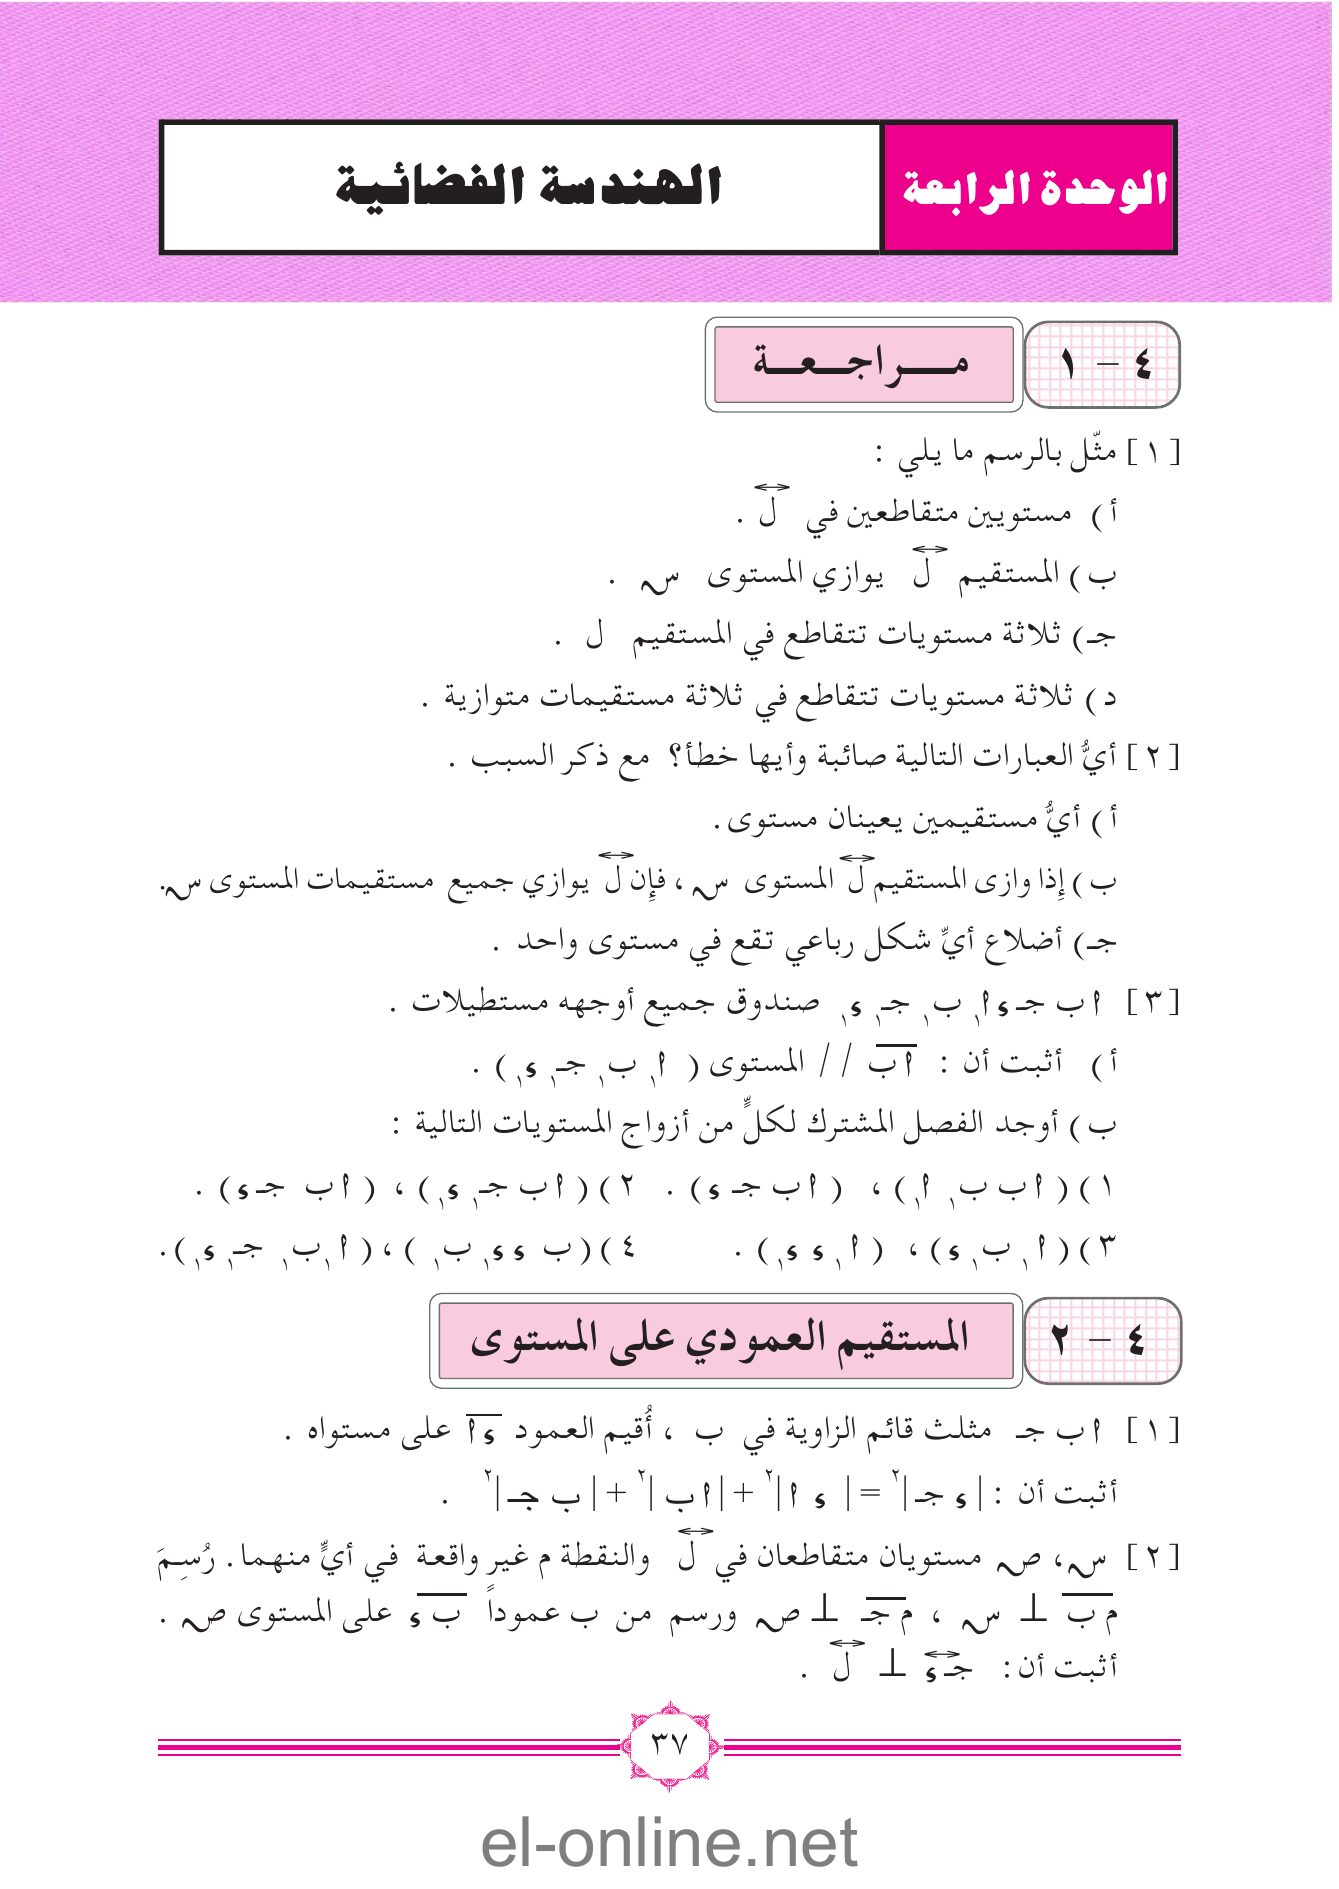 الوحدة الرابعة
الهندسة الفضائية
٤ – ١
مراجعة
[ ١ ] مثّل بالرسم ما يلي :
أ ) مستويين متقاطعين في ل .
ب ) المستقيم ل يوازي المستوى س .
جـ) ثلاثة مستويات تتقاطع في المستقيم ل .
د ) ثلاثة مستويات تتقاطع في ثلاثة مستقيمات متوازية .
[ ٢ ] أيُّ العبارات التالية صائبة وأيها خطأ؟ مع ذكر السبب .
أ ) أيُّ مستقيمين يعينان مستوى.
ب ) إذا وازى المستقيم ل المستوى س ، فإن ل يوازي جميع مستقيمات المستوى س.
جـ) أضلاع أيِّ شكل رباعي تقع في مستوى واحد .
[ ٣ ] ا ب جـ ء ا١ ب١ جـ١ ء١ صندوق جميع أوجهه مستطيلات .
أ ) أثبت أن : ا ب // المستوى ( ا١ ب١ جـ١ ء١ ) .
ب ) أوجد الفصل المشترك لكلٍّ من أزواج المستويات التالية :
١ ) ( ا ب ب١ ا١ ) ، ( ا ب جـ ء ) . ٢ ) ( ا ب جـ١ ء١ ) ، ( ا ب جـ ء ) .
٣ ) ( ا١ ب١ ء ) ، ( ا١ ء ء١ ) . ٤ ) ( ب ء ء١ ب١ ) ، ( ا١ ب١ جـ١ ء١ ) .
٤ – ٢
المستقيم العمودي على المستوى
[ ١ ] ا ب جـ مثلث قائم الزاوية في ب ، أُقيم العمود ء ا على مستواه .
أثبت أن : | ء جـ |٢ = | ء ا |٢ + | ا ب |٢ + | ب جـ |٢ .
[ ٢ ] س ، ص مستويان متقاطعان في ل والنقطة م غير واقعة في أيٍّ منهما . رُسِمَ
م ب ⊥ س ، م جـ ⊥ ص ورسم من ب عموداً ب ء على المستوى ص .
أثبت أن : جـ ء ⊥ ل .
٣٧
el-online.net